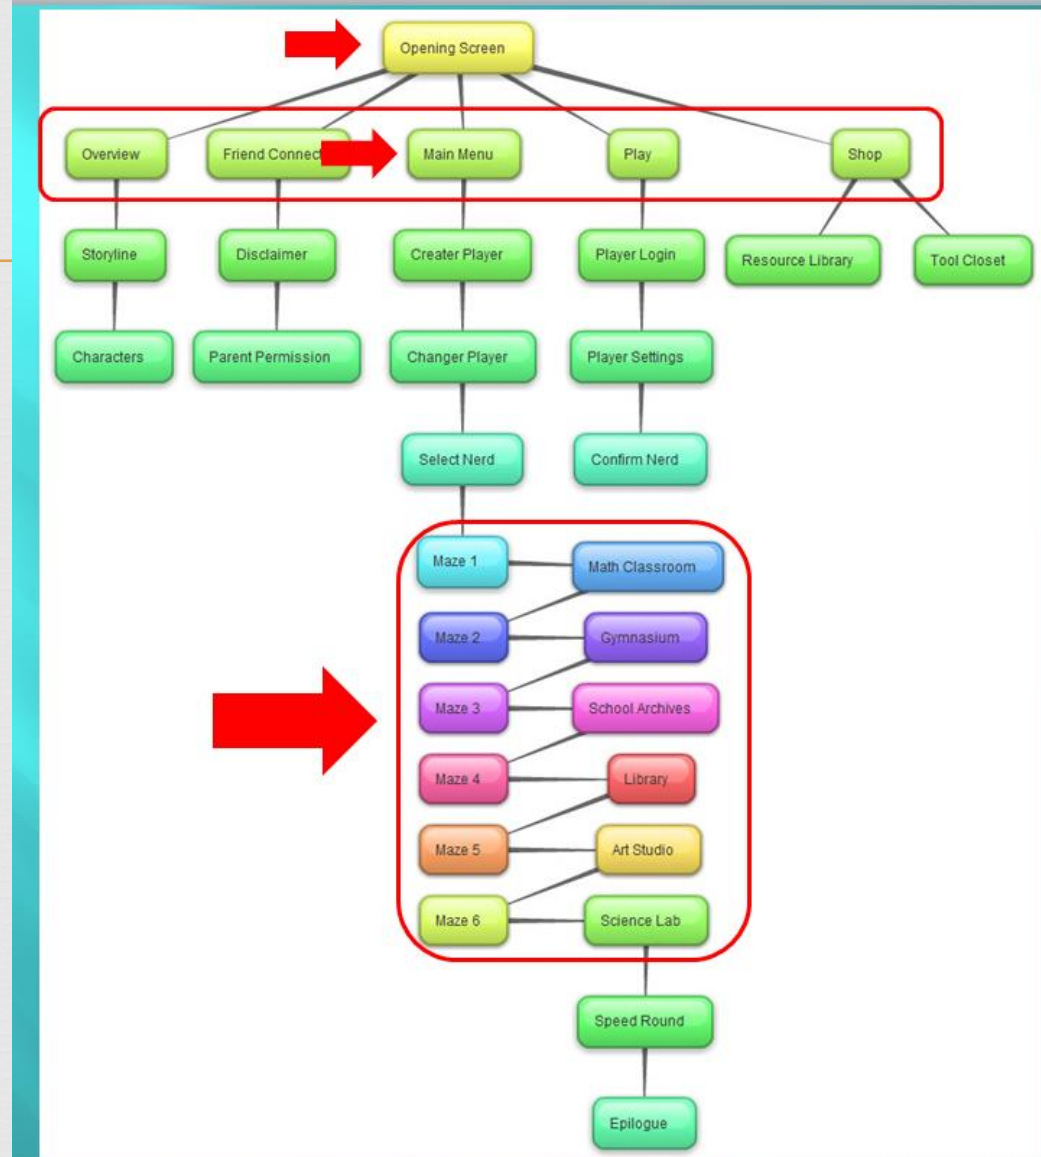 Opening Screen
Overview
Friend Connect
Main Menu
Play
Shop
Storyline
Disclaimer
Creater Player
Player Login
Resource Library
Tool Closet
Characters
Parent Permission
Changer Player
Player Settings
Select Nerd
Confirm Nerd
Maze 1
Math Classroom
Maze 2
Gymnasium
Maze 3
School Archives
Maze 4
Library
Maze 5
Art Studio
Maze 6
Science Lab
Speed Round
Epilogue